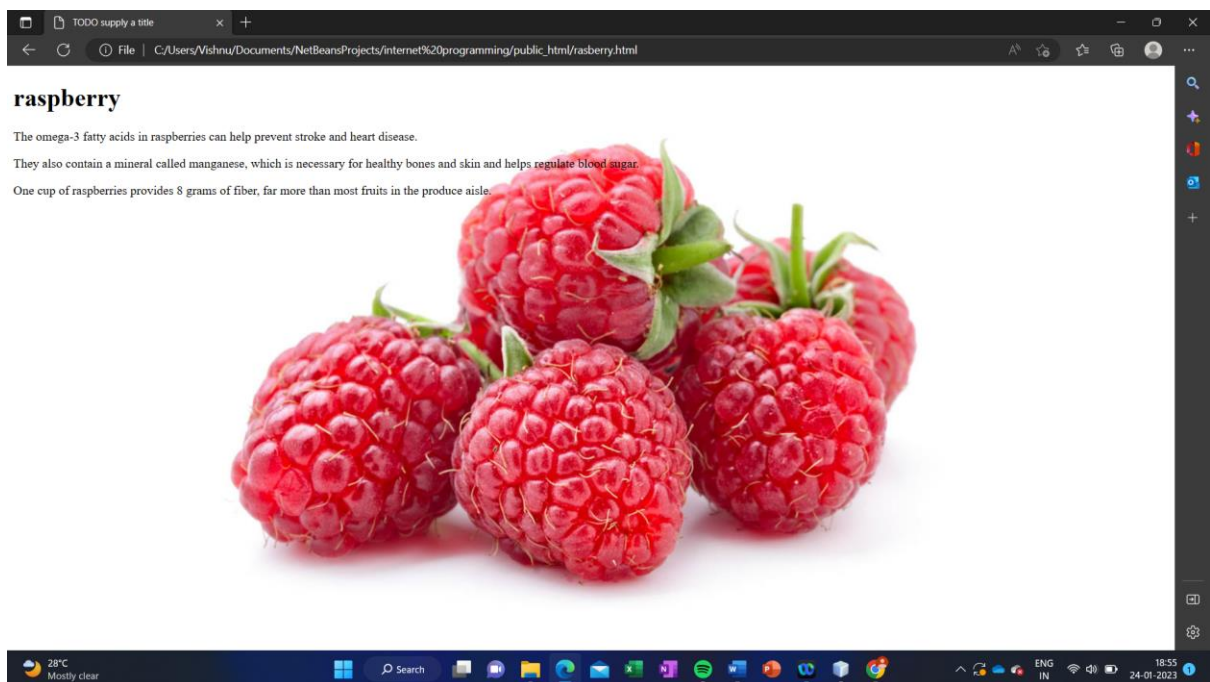 TODO supply a title
File | C:/Users/Vishnu/Documents/NetBeansProjects/internet%20programming/public_html/rasberry.html
raspberry
The omega-3 fatty acids in raspberries can help prevent stroke and heart disease.
They also contain a mineral called manganese, which is necessary for healthy bones and skin and helps regulate blood sugar.
One cup of raspberries provides 8 grams of fiber, far more than most fruits in the produce aisle.
28°C
Mostly clear
Search
ENG
IN
18:55
24-01-2023
1